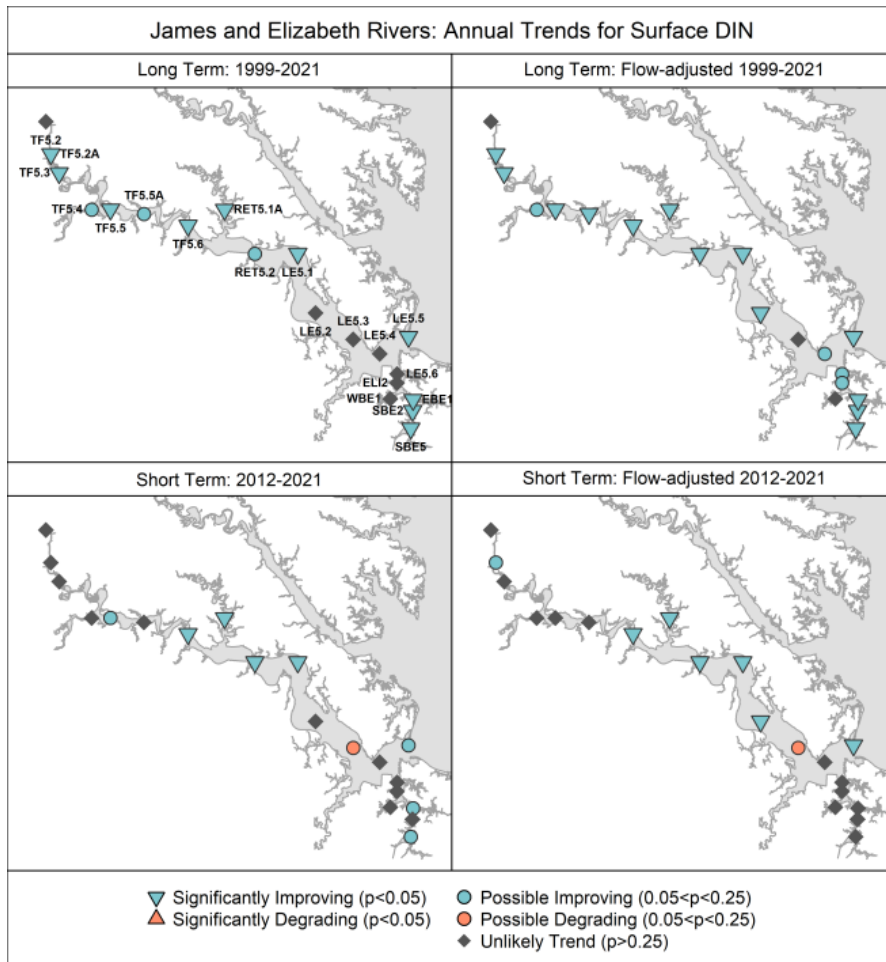 James and Elizabeth Rivers: Annual Trends for Surface DIN
Long Term: 1999-2021
Long Term: Flow-adjusted 1999-2021
TF5.2
TF5.2A
TF5.3
TF5.5A
TF5.4
TF5.5
RET5.1A
TF5.6
RET5.2
LE5.1
LE5.3
LE5.5
LE5.2
LE5.4
LE5.6
ELI2
WBE1
EBE1
SBE2
SBE5
Short Term: 2012-2021
Short Term: Flow-adjusted 2012-2021
Significantly Improving (p<0.05)
Possible Improving (0.05<p<0.25)
Significantly Degrading (p<0.05)
Possible Degrading (0.05<p<0.25)
Unlikely Trend (p>0.25)